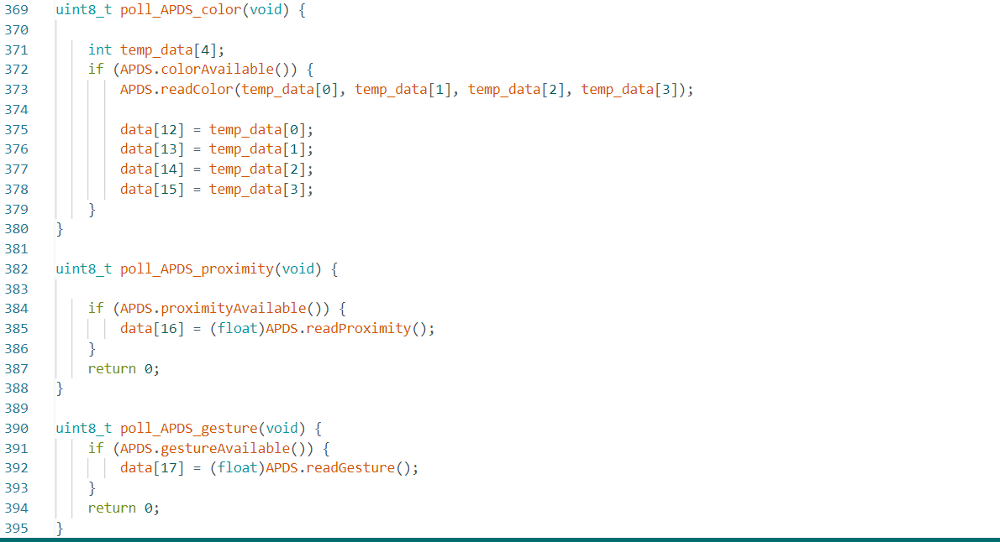 369 uint8_t poll_APDS_color(void) {
370
371     int temp_data[4];
372     if (APDS.colorAvailable()) {
373         APDS.readColor(temp_data[0], temp_data[1], temp_data[2], temp_data[3]);
374
375         data[12] = temp_data[0];
376         data[13] = temp_data[1];
377         data[14] = temp_data[2];
378         data[15] = temp_data[3];
379     }
380 }
381
382 uint8_t poll_APDS_proximity(void) {
383
384     if (APDS.proximityAvailable()) {
385         data[16] = (float)APDS.readProximity();
386     }
387     return 0;
388 }
389
390 uint8_t poll_APDS_gesture(void) {
391     if (APDS.gestureAvailable()) {
392         data[17] = (float)APDS.readGesture();
393     }
394     return 0;
395 }